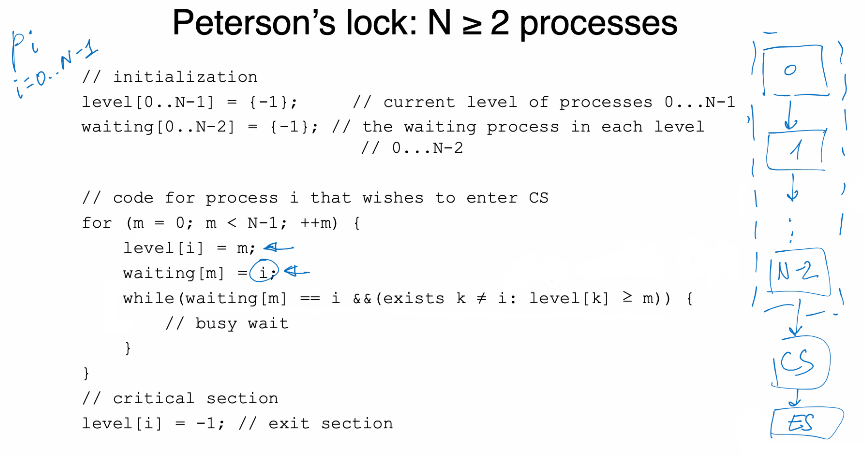 Peterson's lock: N ≥ 2 processes
Pi
i=0..N-1
// initialization
level[0..N-1] = {-1};     // current level of processes 0...N-1
waiting[0..N-2] = {-1}; // the waiting process in each level
// 0...N-2
// code for process i that wishes to enter CS
for (m = 0; m < N-1; ++m) {
level[i] = m;
waiting[m] = i;
while(waiting[m] == i &&(exists k ≠ i: level[k] ≥ m)) {
// busy wait
}
}
// critical section
level[i] = -1; // exit section
0
1
⋮
N-2
CS
ES